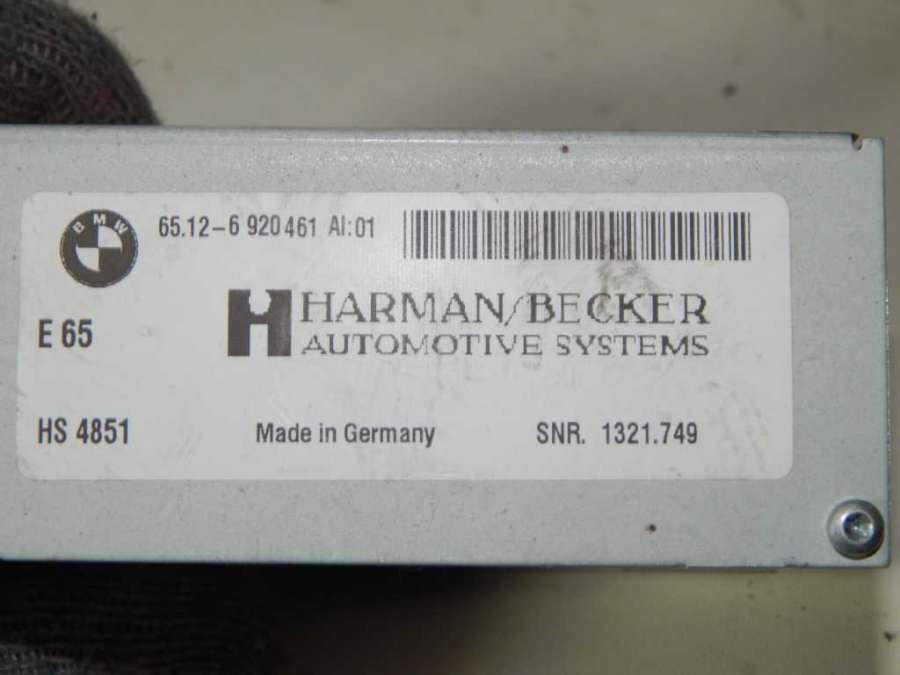 BMW
65.12-6 920461 AI:01
HARMAN/BECKER
AUTOMOTIVE SYSTEMS
E 65
HS 4851
Made in Germany
SNR. 1321.749